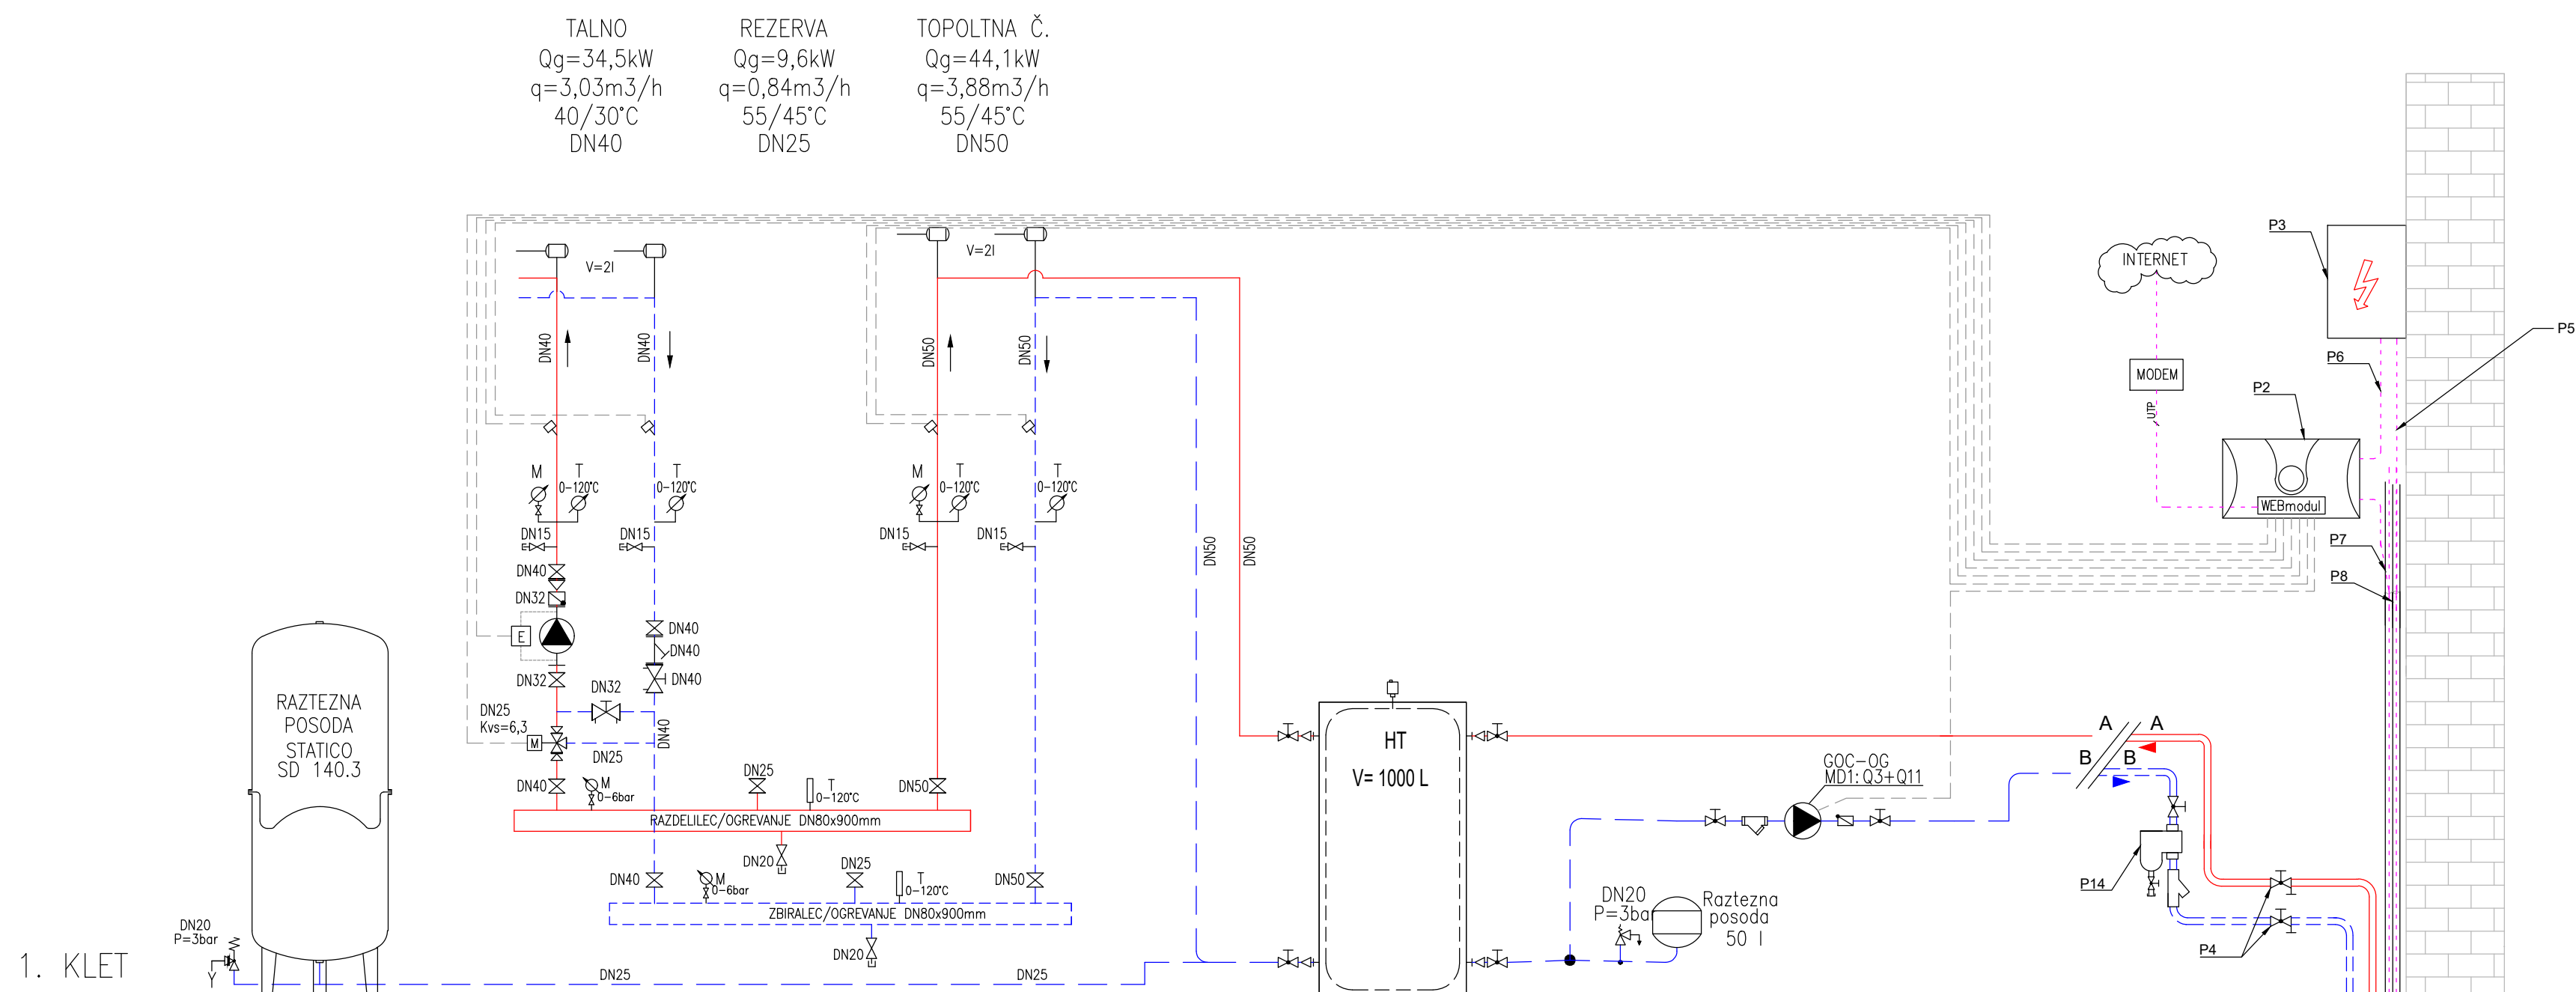 TALNO
Qg=34,5kW
q=3,03m3/h
40/30°C
DN40
REZERVA
Qg=9,6kW
q=0,84m3/h
55/45°C
DN25
TOPOLTNA Č.
Qg=44,1kW
q=3,88m3/h
55/45°C
DN50
V=2l
V=2l
DN40
DN40
DN50
DN50
M
T
0-120°C
T
0-120°C
M
T
0-120°C
T
0-120°C
DN15
DN15
DN15
DN15
DN40
DN32
E
DN32
DN40
DN40
DN40
DN32
DN25
Kvs=6,3
M
DN25
DN40
DN40
M
0-6bar
DN25
T
0-120°C
DN50
RAZDELILEC/OGREVANJE DN80x900mm
DN20
DN40
M
0-6bar
DN25
T
0-120°C
DN50
ZBIRALEC/OGREVANJE DN80x900mm
DN20
DN50
DN50
RAZTEZNA
POSODA
STATICO
SD 140.3
DN20
P=3bar
1. KLET
DN25
DN25
HT
V= 1000 L
GOC-OG
MD1: Q3+Q11
DN20
P=3bar
Raztezna
posoda
50 l
A
A
B
B
INTERNET
MODEM
UTP
WEBmodul
P3
P5
P6
P2
P7
P8
P14
P4